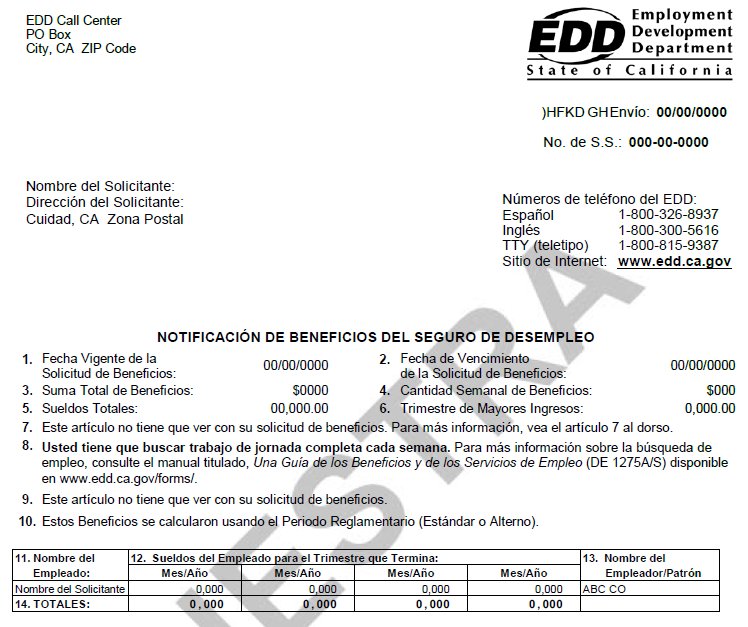 EDD Call Center
PO Box
City, CA ZIP Code
EDD Employment
Development
Department
State of California
)HFKD GHEnvío: 00/00/0000
No. de S.S.: 000-00-0000
Nombre del Solicitante:
Dirección del Solicitante:
Cuidad, CA Zona Postal
Números de teléfono del EDD:
Español 1-800-326-8937
Inglés 1-800-300-5616
TTY (teletipo) 1-800-815-9387
Sitio de Internet: www.edd.ca.gov
NOTIFICACIÓN DE BENEFICIOS DEL SEGURO DE DESEMPLEO
1. Fecha Vigente de la
Solicitud de Beneficios: 00/00/0000
2. Fecha de Vencimiento
de la Solicitud de Beneficios: 00/00/0000
3. Suma Total de Beneficios: $0000
4. Cantidad Semanal de Beneficios: $000
5. Sueldos Totales: 00,000.00
6. Trimestre de Mayores Ingresos: 0,000.00
7. Este artículo no tiene que ver con su solicitud de beneficios. Para más información, vea el artículo 7 al dorso.
8. Usted tiene que buscar trabajo de jornada completa cada semana. Para más información sobre la búsqueda de
empleo, consulte el manual titulado, Una Guía de los Beneficios y de los Servicios de Empleo (DE 1275A/S) disponible
en www.edd.ca.gov/forms/.
9. Este artículo no tiene que ver con su solicitud de beneficios.
10. Estos Beneficios se calcularon usando el Periodo Reglamentario (Estándar o Alterno).
11. Nombre del
Empleado:
12. Sueldos del Empleado para el Trimestre que Termina:
Mes/Año Mes/Año Mes/Año Mes/Año
13. Nombre del
Empleador/Patrón
Nombre del Solicitante 0,000 0,000 0,000 0,000 ABC CO
14. TOTALES: 0,000 0,000 0,000 0,000
ESTRA